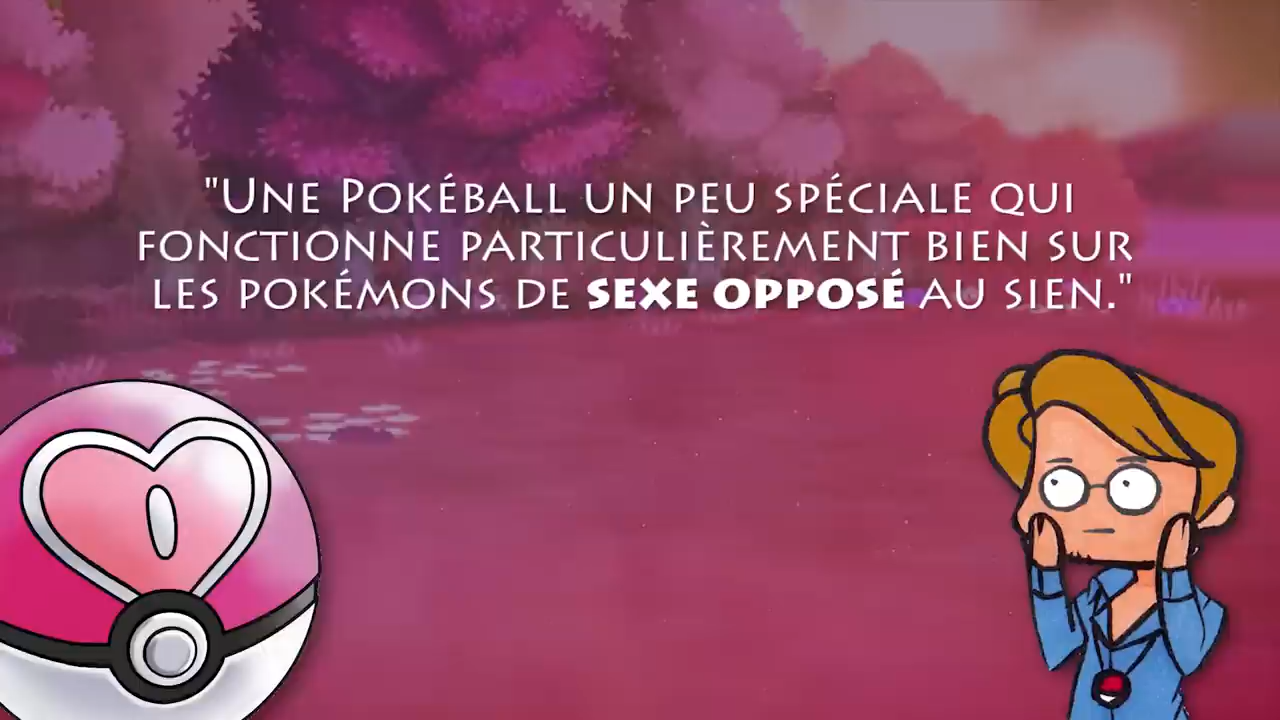 "Une Pokéball un peu spéciale qui
fonctionne particulièrement bien sur
les pokémons de sexe opposé au sien."